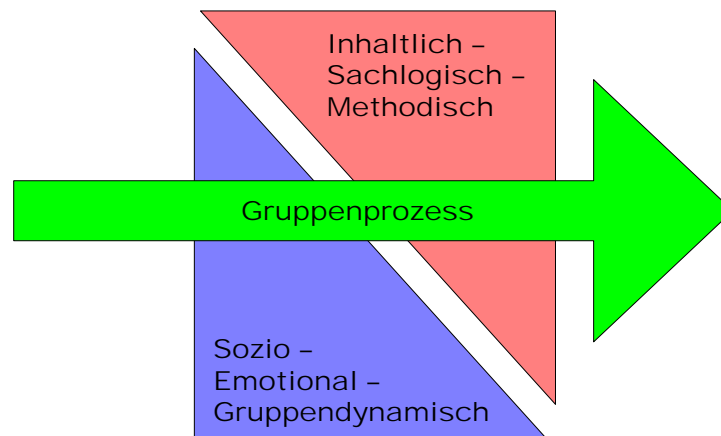 Inhaltlich –
Sachlogisch –
Methodisch
Gruppenprozess
Sozio –
Emotional –
Gruppendynamisch